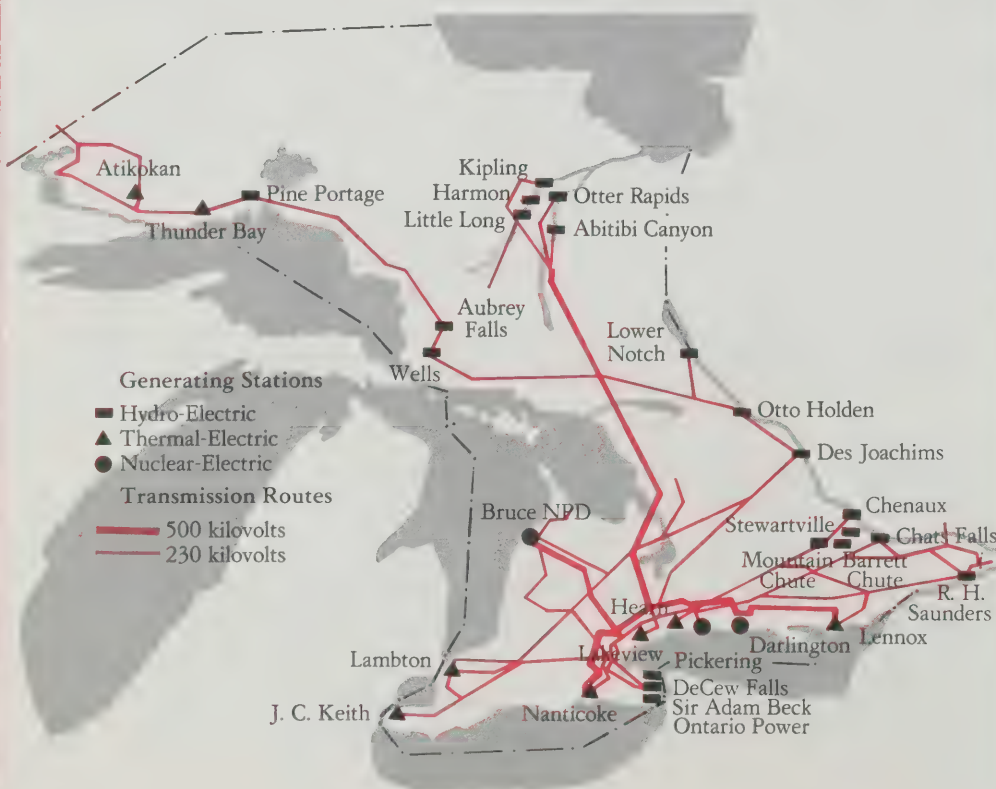 Atikokan
Thunder Bay
Pine Portage
Kipling
Harmon
Little Long
Otter Rapids
Abitibi Canyon
Aubrey
Falls
Wells
Lower
Notch
Otto Holden
Des Joachims
Generating Stations
Hydro-Electric
Thermal-Electric
Nuclear-Electric
Transmission Routes
500 kilovolts
230 kilovolts
Bruce NPD
Chenaux
Stewartville
Chats Falls
Mountain Barrett
Chute Chute
R. H.
Saunders
Hearn
Lakeview
Pickering
Darlington
Lennox
Lambton
J. C. Keith
Nanticoke
DeCew Falls
Sir Adam Beck
Ontario Power